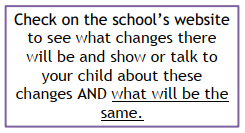 Check on the school’s website
to see what changes there
will be and show or talk to
your child about these
changes AND what will be the
same.